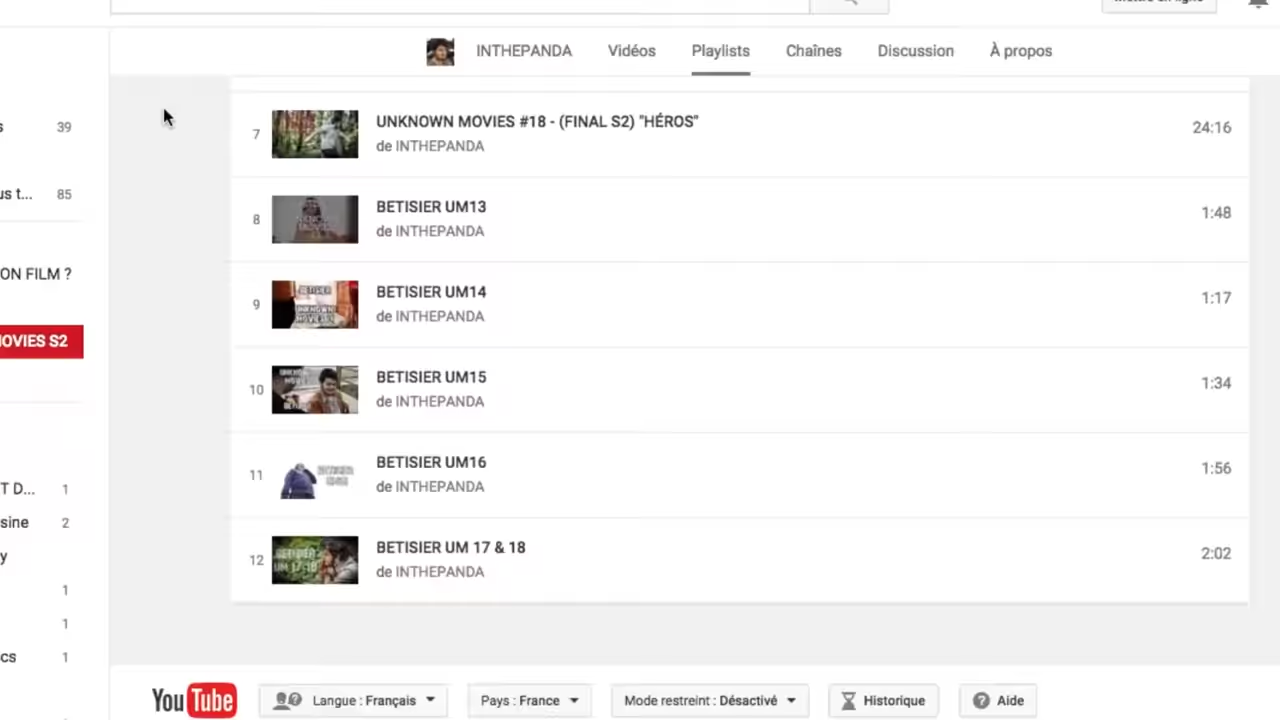 INTHEPANDA Vidéos Playlists Chaînes Discussion À propos
39
7 UNKNOWN MOVIES #18 - (FINAL S2) "HÉROS" 24:16
de INTHEPANDA
us t... 85
8 BETISIER UM13 1:48
de INTHEPANDA
ON FILM ?
9 BETISIER UM14 1:17
de INTHEPANDA
OVIES S2
10 BETISIER UM15 1:34
de INTHEPANDA
11 BETISIER UM16 1:56
de INTHEPANDA
T D... 1
sine 2
12 BETISIER UM 17 & 18 2:02
de INTHEPANDA
y
1
1
cs 1
YouTube Langue : Français Pays : France Mode restreint : Désactivé Historique Aide